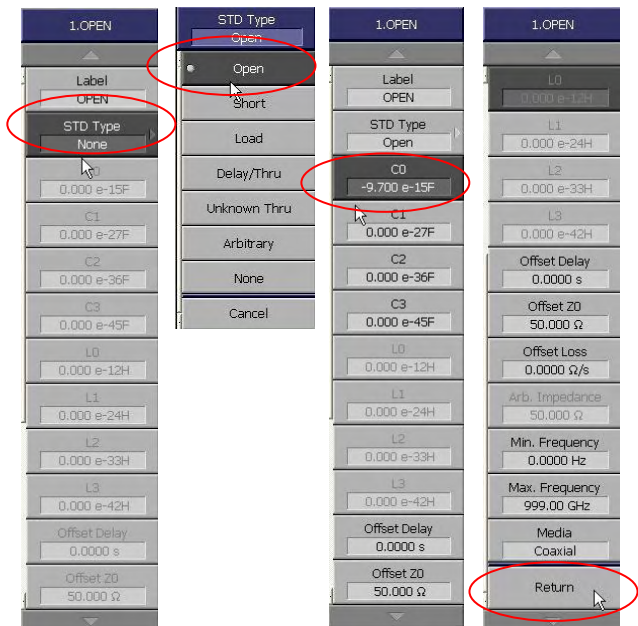 1.OPEN
Label
OPEN
STD Type
None
0.000 e-15F
C1
0.000 e-27F
C2
0.000 e-36F
C3
0.000 e-45F
L0
0.000 e-12H
L1
0.000 e-24H
L2
0.000 e-33H
L3
0.000 e-42H
Offset Delay
0.0000 s
Offset Z0
50.000 Ω
STD Type
Open
Open
Short
Load
Delay/Thru
Unknown Thru
Arbitrary
None
Cancel
1.OPEN
Label
OPEN
STD Type
Open
C0
-9.700 e-15F
C1
0.000 e-27F
C2
0.000 e-36F
C3
0.000 e-45F
L0
0.000 e-12H
L1
0.000 e-24H
L2
0.000 e-33H
L3
0.000 e-42H
Offset Delay
0.0000 s
Offset Z0
50.000 Ω
1.OPEN
L0
0.000 e-12H
L1
0.000 e-24H
L2
0.000 e-33H
L3
0.000 e-42H
Offset Delay
0.0000 s
Offset Z0
50.000 Ω
Offset Loss
0.0000 Ω/s
Arb. Impedance
50.000 Ω
Min. Frequency
0.0000 Hz
Max. Frequency
999.00 GHz
Media
Coaxial
Return